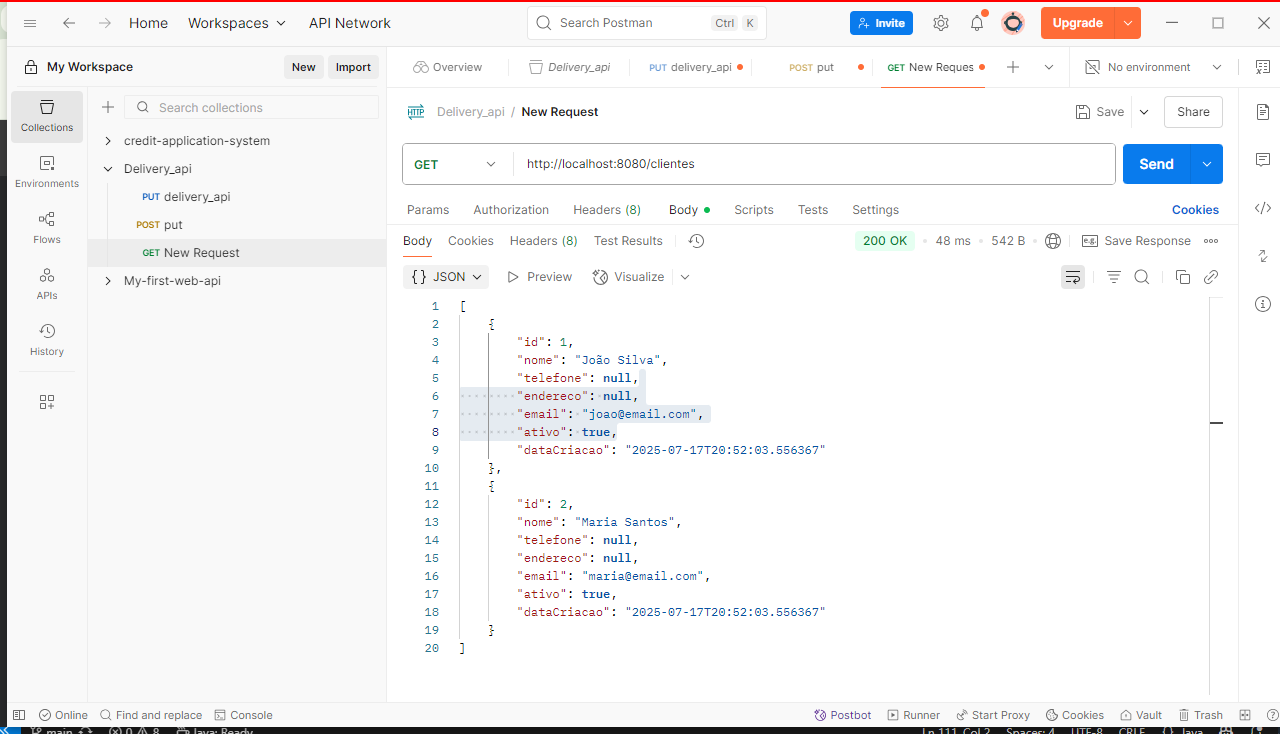 Home Workspaces API Network Search Postman Ctrl K Invite Upgrade
My Workspace New Import Overview Delivery_api PUT delivery_api POST put GET New Reques No environment
Collections
Environments
Flows
APIs
History
Search collections
credit-application-system
Delivery_api
PUT delivery_api
POST put
GET New Request
My-first-web-api
HTTP Delivery_api / New Request Save Share
GET http://localhost:8080/clientes Send
Params Authorization Headers (8) Body Scripts Tests Settings Cookies
Body Cookies Headers (8) Test Results 200 OK • 48 ms • 542 B • e.g. Save Response
{} JSON Preview Visualize
1 [
2 {
3 "id": 1,
4 "nome": "João Silva",
5 "telefone": null,
6 "endereco": null,
7 "email": "joao@email.com",
8 "ativo": true,
9 "dataCriacao": "2025-07-17T20:52:03.556367"
10 },
11 {
12 "id": 2,
13 "nome": "Maria Santos",
14 "telefone": null,
15 "endereco": null,
16 "email": "maria@email.com",
17 "ativo": true,
18 "dataCriacao": "2025-07-17T20:52:03.556367"
19 }
20 ]
Online Find and replace Console Postbot Runner Start Proxy Cookies Vault Trash
main 0 8 Java: Ready Ln 111, Col 2 Spaces: 4 UTF-8 CRLF {} Java